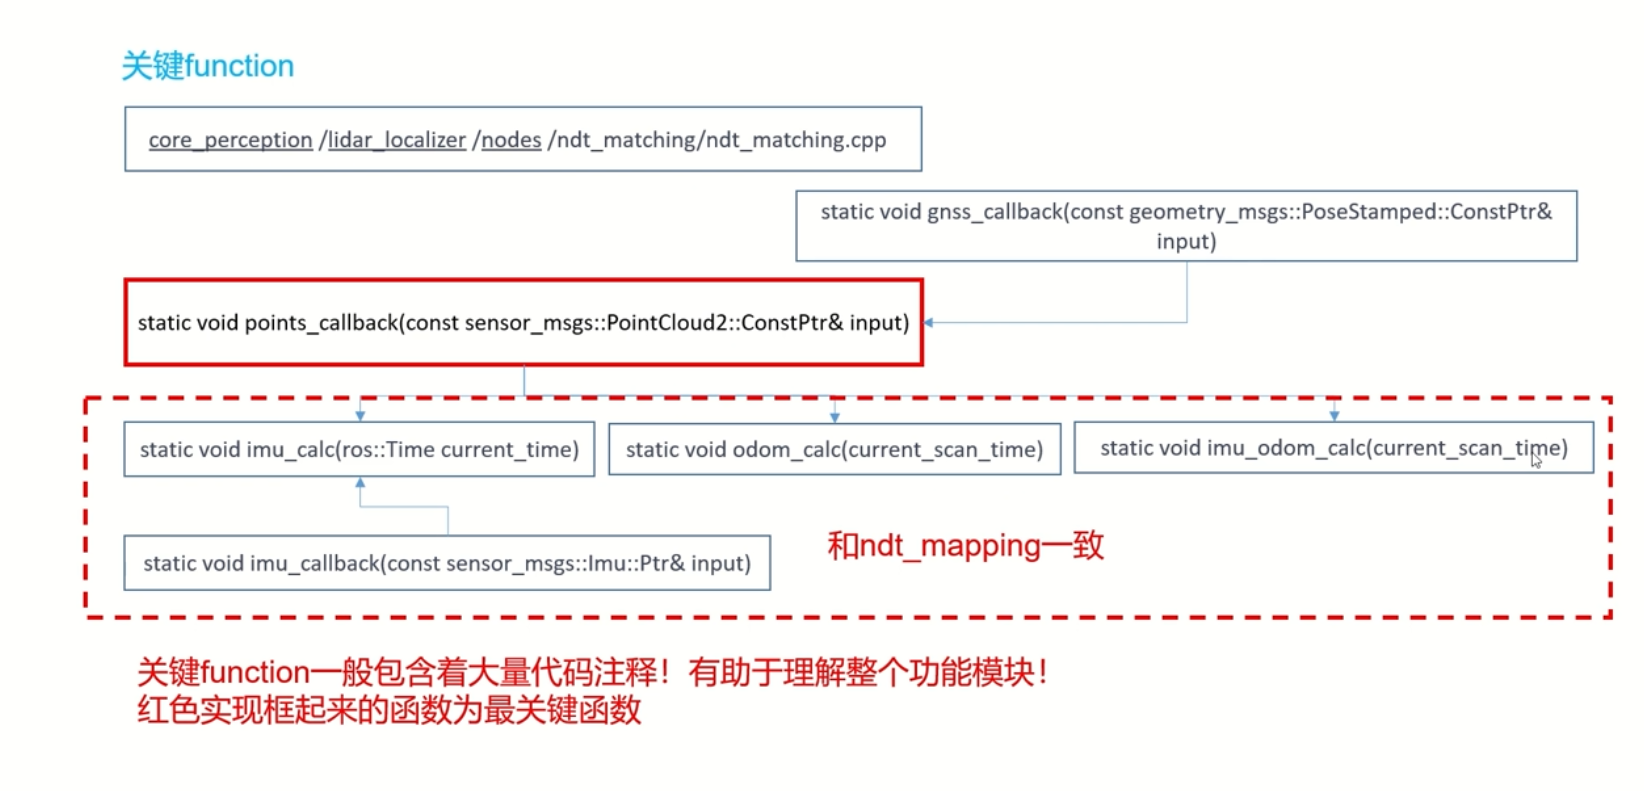 关键function
core_perception /lidar_localizer /nodes /ndt_matching/ndt_matching.cpp
static void gnss_callback(const geometry_msgs::PoseStamped::ConstPtr&
input)
static void points_callback(const sensor_msgs::PointCloud2::ConstPtr& input)
static void imu_calc(ros::Time current_time)
static void odom_calc(current_scan_time)
static void imu_odom_calc(current_scan_time)
和ndt_mapping一致
static void imu_callback(const sensor_msgs::Imu::Ptr& input)
关键function一般包含着大量代码注释！有助于理解整个功能模块！
红色实现框起来的函数为最关键函数